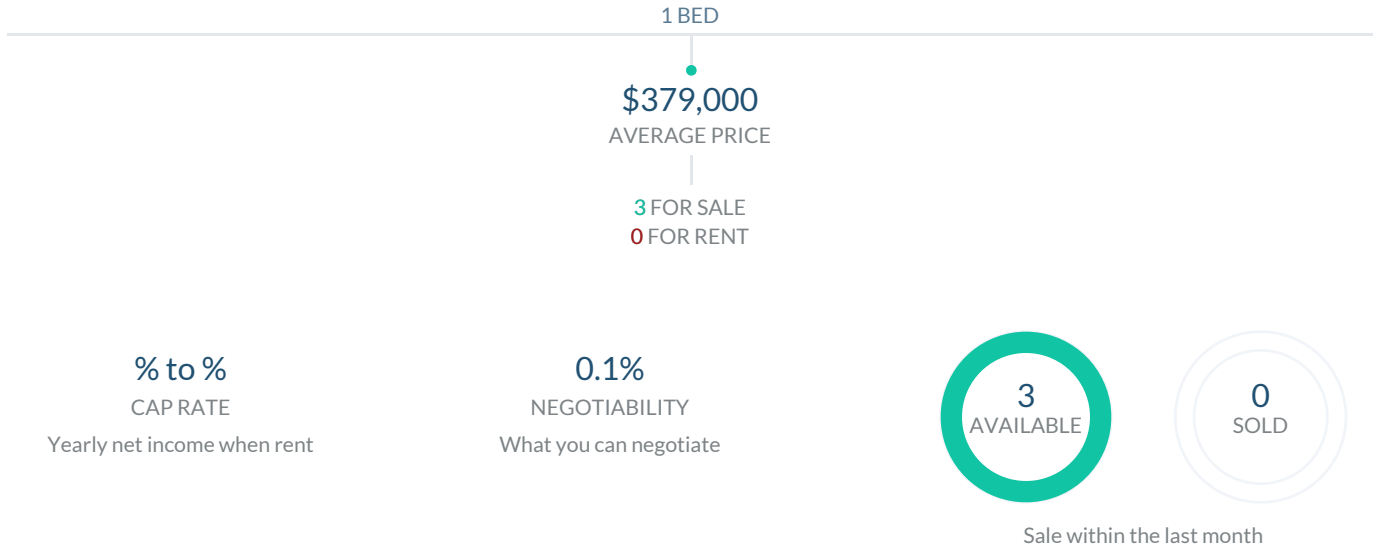 1 BED
$379,000
AVERAGE PRICE
3 FOR SALE
0 FOR RENT
% to %
CAP RATE
Yearly net income when rent
0.1%
NEGOTIABILITY
What you can negotiate
3
AVAILABLE
0
SOLD
Sale within the last month